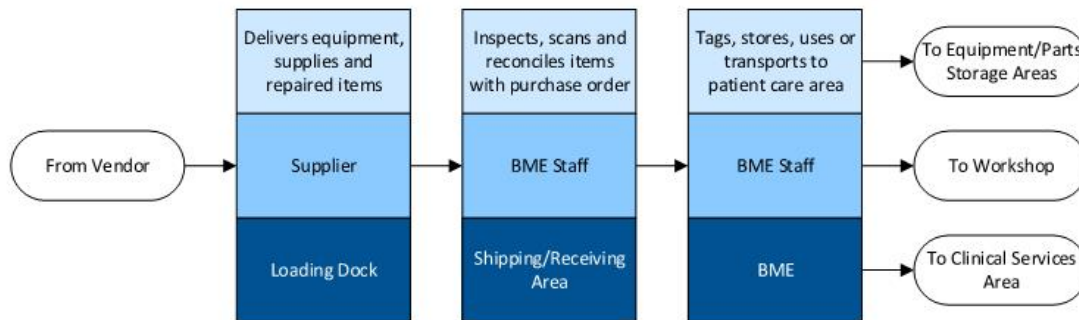 Delivers equipment,
supplies and
repaired items
Inspects, scans and
reconciles items
with purchase order
Tags, stores, uses or
transports to
patient care area
To Equipment/Parts
Storage Areas
From Vendor
Supplier
BME Staff
BME Staff
To Workshop
Loading Dock
Shipping/Receiving
Area
BME
To Clinical Services
Area